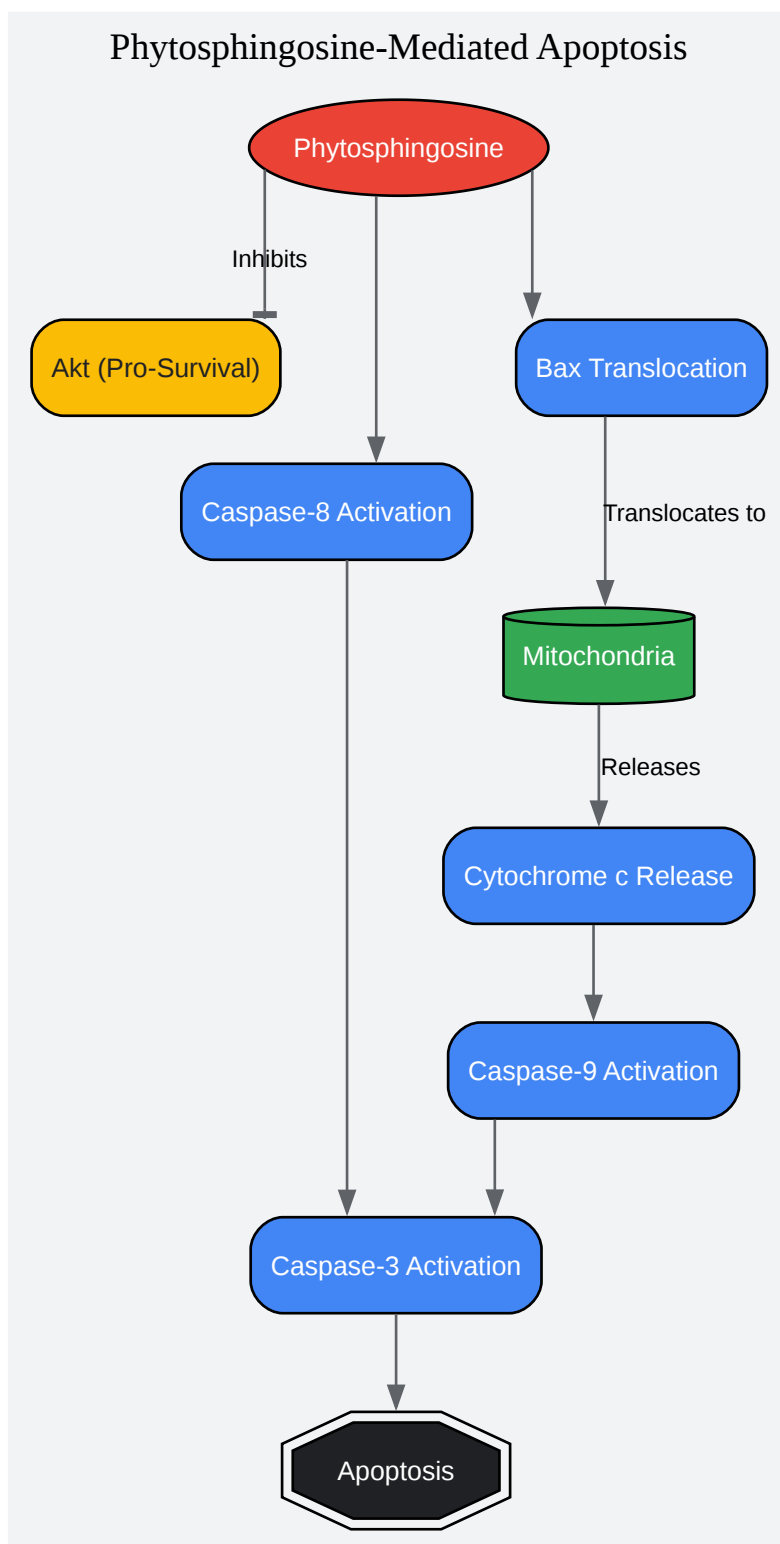 Phytosphingosine-Mediated Apoptosis
Phytosphingosine
Inhibits
Akt (Pro-Survival)
Bax Translocation
Caspase-8 Activation
Translocates to
Mitochondria
Releases
Cytochrome c Release
Caspase-9 Activation
Caspase-3 Activation
Apoptosis